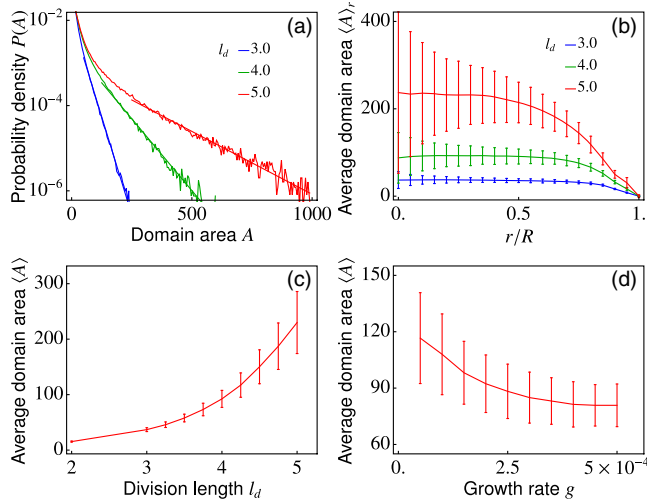 (a)
Probability density P(A)
10⁻²
10⁻⁴
10⁻⁶
l_d
3.0
4.0
5.0
0
500
1000
Domain area A
(b)
Average domain area ⟨A⟩_r
400
200
0
l_d
3.0
4.0
5.0
0.
0.5
1.
r/R
(c)
Average domain area ⟨A⟩
300
200
100
0
2
3
4
5
Division length l_d
(d)
Average domain area ⟨A⟩
150
120
90
60
0.
2.5
5 × 10⁻⁴
Growth rate g